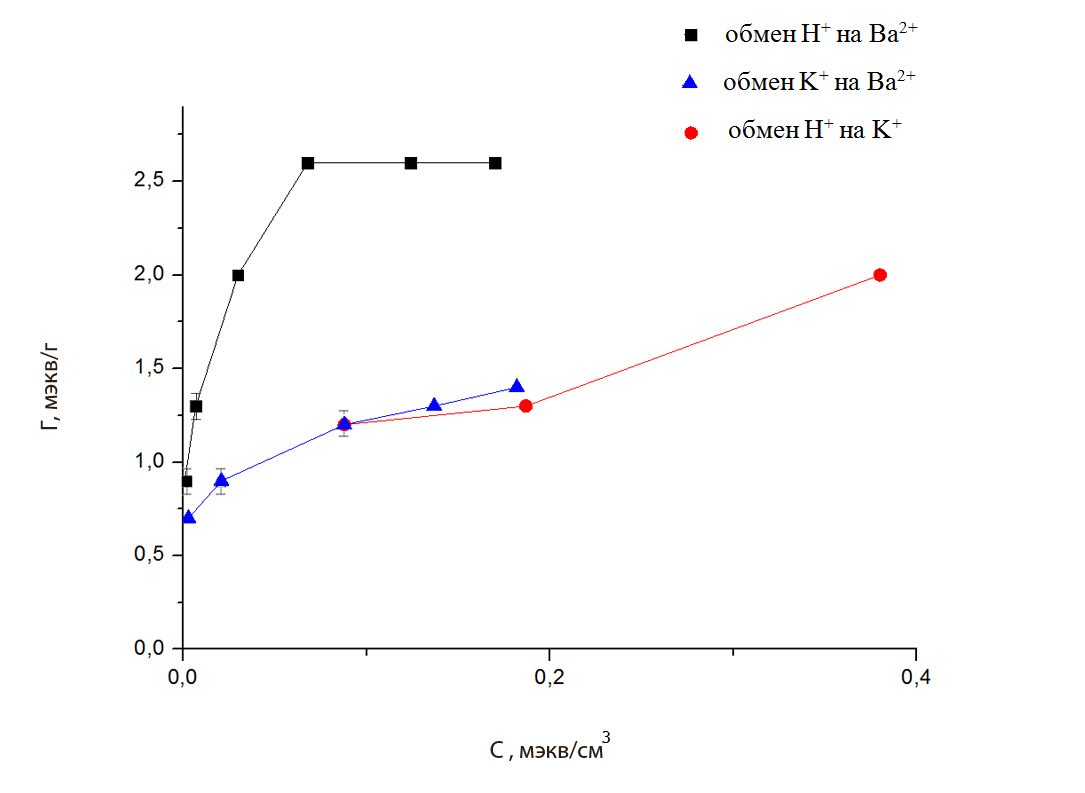 обмен H⁺ на Ba²⁺
обмен K⁺ на Ba²⁺
обмен H⁺ на K⁺
2,5
2,0
1,5
1,0
0,5
0,0
Г, мэкв/г
0,0 0,2 0,4
С , мэкв/см³